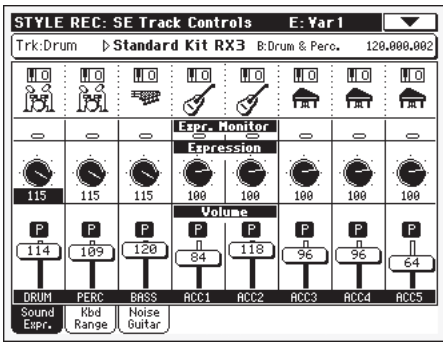 STYLE REC: SE Track Controls E: Var1
Trk:Drum ▷Standard Kit RX3 B:Drum & Perc. 120.000.002
Expr. Monitor
Expression
115 115 115 100 100 100 100 100
Volume
P P P P P P P P
114 109 120 84 118 96 96 64
DRUM PERC BASS ACC1 ACC2 ACC3 ACC4 ACC5
Sound Expr. Kbd Range Noise Guitar